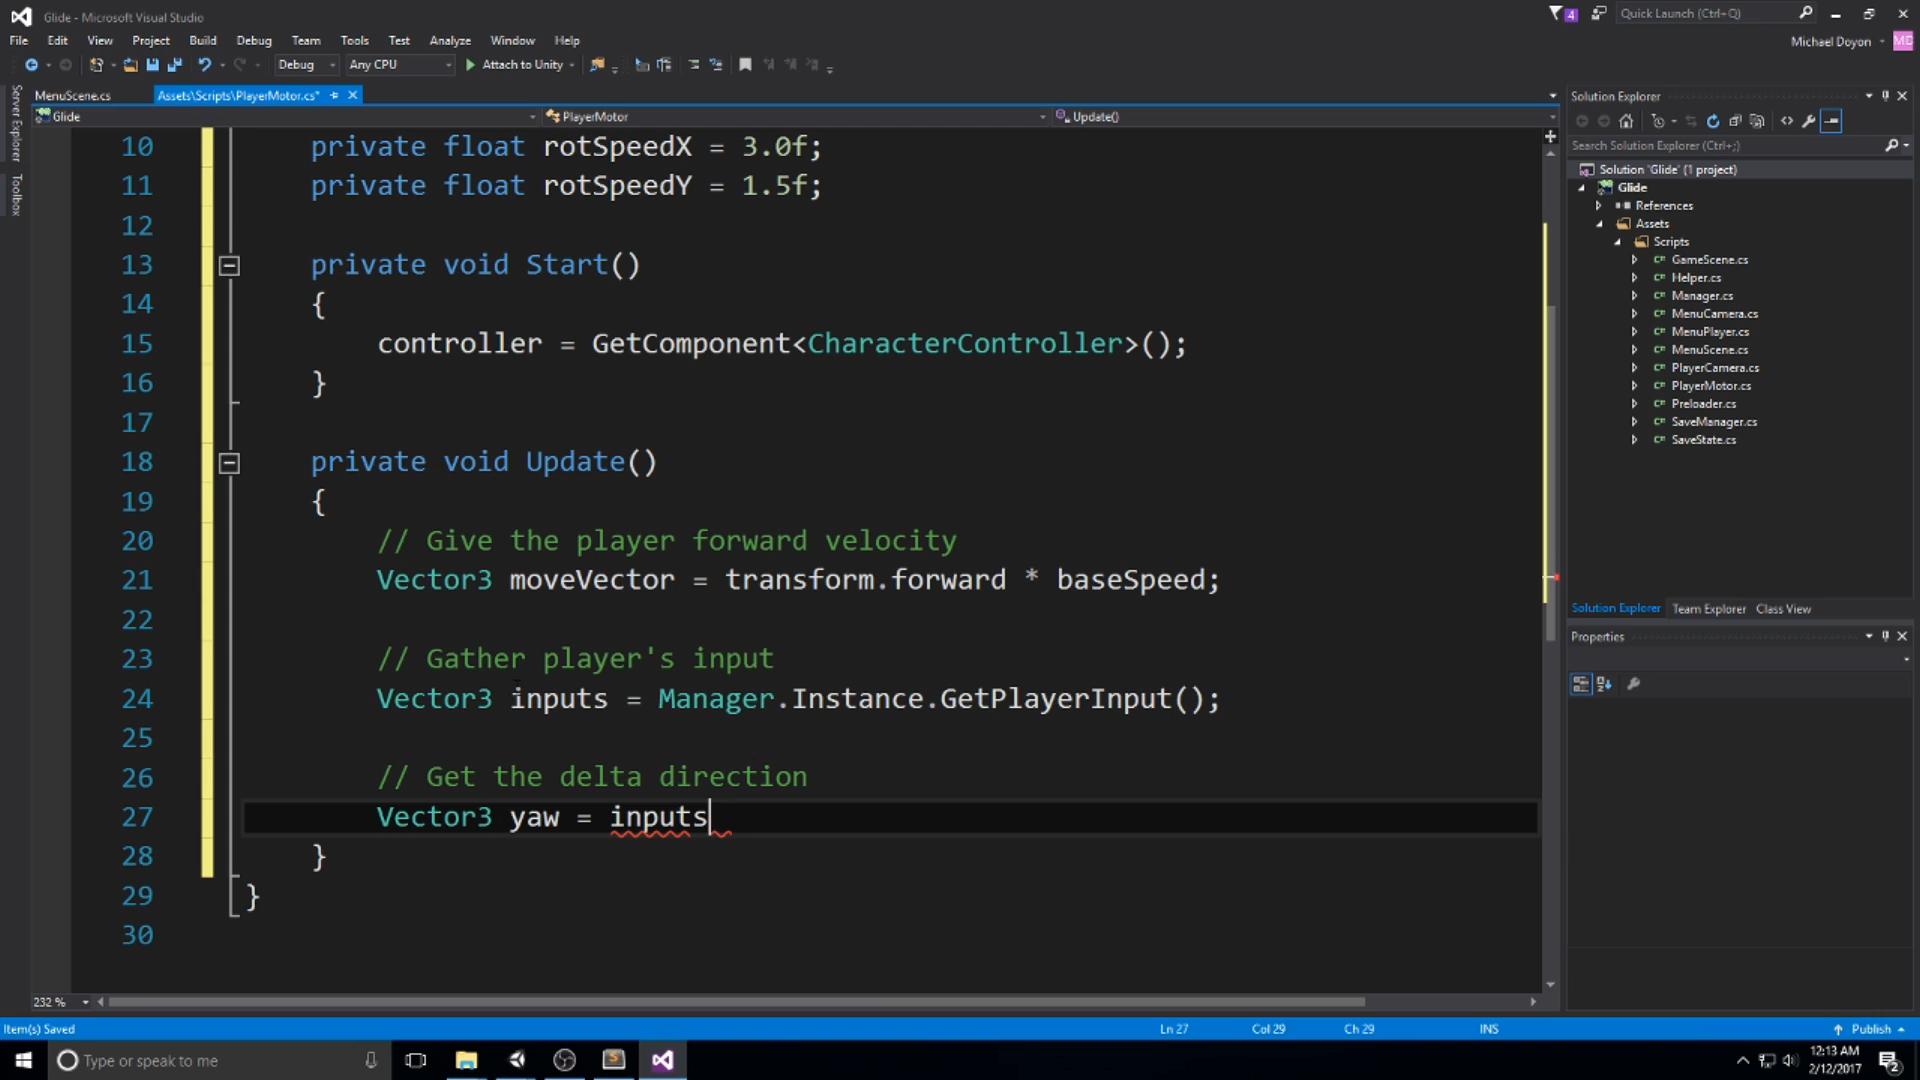 Glide - Microsoft Visual Studio
4
Quick Launch (Ctrl+Q)
File Edit View Project Build Debug Team Tools Test Analyze Window Help
Michael Doyon
MD
Debug
Any CPU
Attach to Unity
Server Explorer
Toolbox
MenuScene.cs
Assets\Scripts\PlayerMotor.cs*
Glide
PlayerMotor
Update()
10 private float rotSpeedX = 3.0f;
11 private float rotSpeedY = 1.5f;
12
13 private void Start()
14 {
15 controller = GetComponent<CharacterController>();
16 }
17
18 private void Update()
19 {
20 // Give the player forward velocity
21 Vector3 moveVector = transform.forward * baseSpeed;
22
23 // Gather player's input
24 Vector3 inputs = Manager.Instance.GetPlayerInput();
25
26 // Get the delta direction
27 Vector3 yaw = inputs
28 }
29 }
30
232 %
Solution Explorer
Search Solution Explorer (Ctrl+;)
Solution 'Glide' (1 project)
Glide
References
Assets
Scripts
C# GameScene.cs
C# Helper.cs
C# Manager.cs
C# MenuCamera.cs
C# MenuPlayer.cs
C# MenuScene.cs
C# PlayerCamera.cs
C# PlayerMotor.cs
C# Preloader.cs
C# SaveManager.cs
C# SaveState.cs
Solution Explorer Team Explorer Class View
Properties
Item(s) Saved
Ln 27
Col 29
Ch 29
INS
Publish
Type or speak to me
12:13 AM
2/12/2017
2